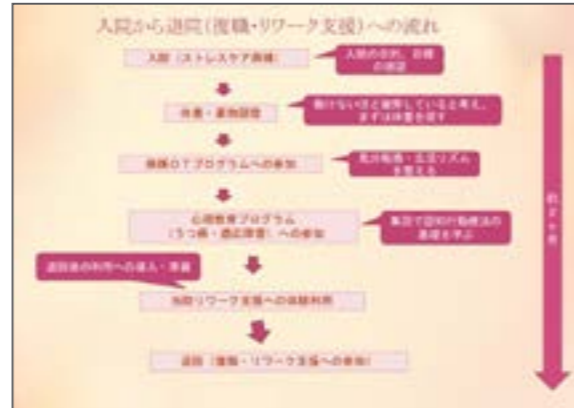 入院から退院（復職・リワーク支援）への流れ
入院（ストレスケア病棟）
入院の目的、目標
の確認
休養・薬物調整
動けないほど疲弊していると考え、
まずは休養を促す
病棟OTプログラムへの参加
気分転換・生活リズム
を整える
心理教育プログラム
（うつ病・適応障害）への参加
集団で認知行動療法の
基礎を学ぶ
退院後の利用への導入・準備
当院リワーク支援への体験利用
退院（復職・リワーク支援への参加）
約２ヶ月